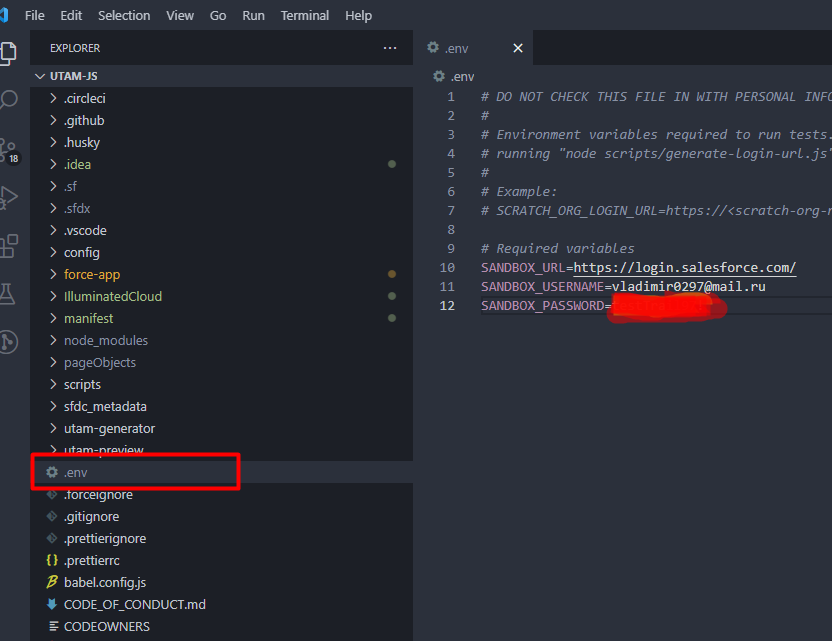 File Edit Selection View Go Run Terminal Help
EXPLORER ...
.env
UTAM-JS
.circleci
.github
.husky
18
.idea
.sf
.sfdx
.vscode
config
force-app
IlluminatedCloud
manifest
node_modules
pageObjects
scripts
sfdc_metadata
utam-generator
utam-preview
.env
.forceignore
.gitignore
.prettierignore
{} .prettierrc
babel.config.js
CODE_OF_CONDUCT.md
CODEOWNERS
.env
1 # DO NOT CHECK THIS FILE IN WITH PERSONAL INFO
2 #
3 # Environment variables required to run tests.
4 # running "node scripts/generate-login-url.js"
5 #
6 # Example:
7 # SCRATCH_ORG_LOGIN_URL=https://<scratch-org-
8
9 # Required variables
10 SANDBOX_URL=https://login.salesforce.com/
11 SANDBOX_USERNAME=vladimir0297@mail.ru
12 SANDBOX_PASSWORD=